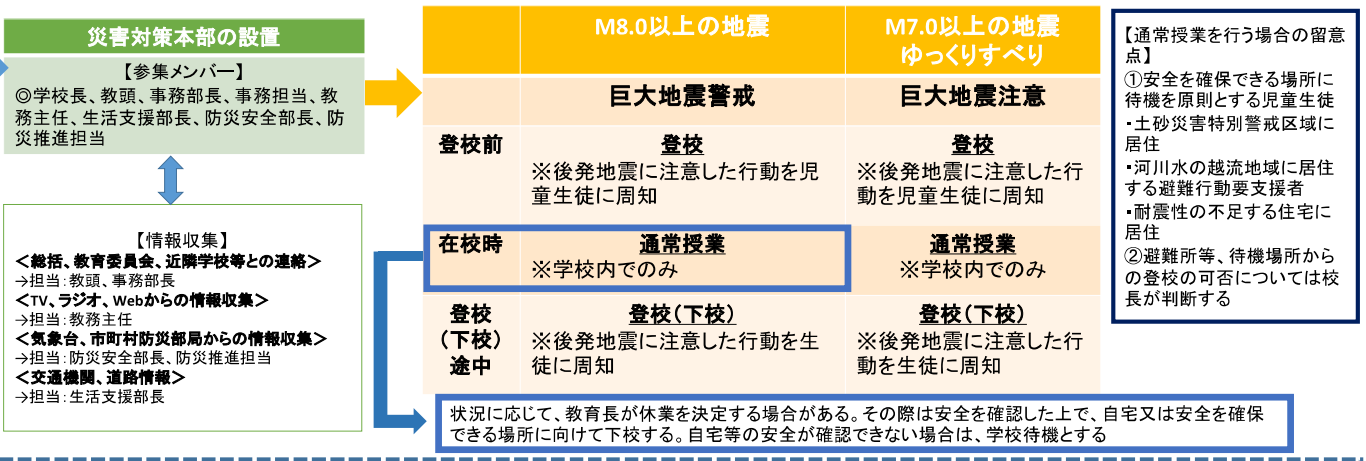 災害対策本部の設置
【参集メンバー】
◎学校長、教頭、事務部長、事務担当、教
務主任、生活支援部長、防災安全部長、防
災推進担当
【情報収集】
＜総括、教育委員会、近隣学校等との連絡＞
→担当：教頭、事務部長
＜TV、ラジオ、Webからの情報収集＞
→担当：教務主任
＜気象台、市町村防災部局からの情報収集＞
→担当：防災安全部長、防災推進担当
＜交通機関、道路情報＞
→担当：生活支援部長
M8.0以上の地震
M7.0以上の地震
ゆっくりすべり
巨大地震警戒
巨大地震注意
登校前
登校
※後発地震に注意した行動を児
童生徒に周知
登校
※後発地震に注意した行
動を児童生徒に周知
在校時
通常授業
※学校内でのみ
通常授業
※学校内でのみ
登校
（下校）
途中
登校（下校）
※後発地震に注意した行動を生
徒に周知
登校（下校）
※後発地震に注意した行
動を生徒に周知
状況に応じて、教育長が休業を決定する場合がある。その際は安全を確認した上で、自宅又は安全を確保
できる場所に向けて下校する。自宅等の安全が確認できない場合は、学校待機とする
【通常授業を行う場合の留意
点】
①安全を確保できる場所に
待機を原則とする児童生徒
・土砂災害特別警戒区域に
居住
・河川水の越流地域に居住
する避難行動要支援者
・耐震性の不足する住宅に
居住
②避難所等、待機場所から
の登校の可否については校
長が判断する